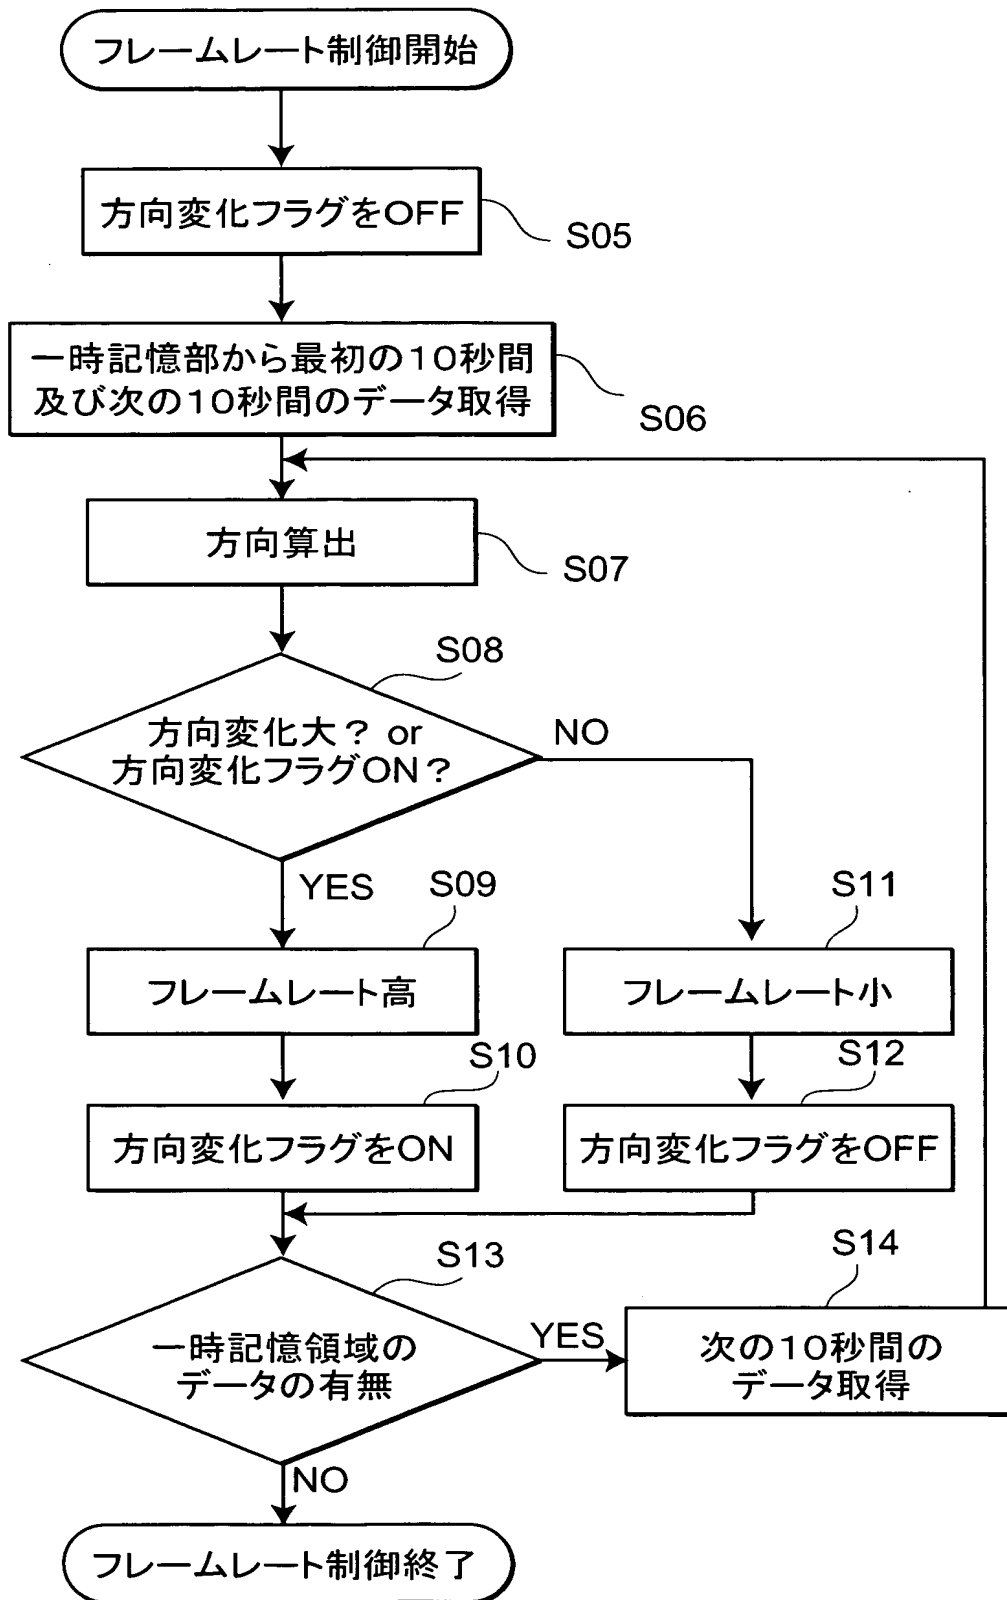 フレームレート制御開始
方向変化フラグをOFF
S05
一時記憶部から最初の10秒間
及び次の10秒間のデータ取得
S06
方向算出
S07
S08
方向変化大？ or
方向変化フラグON？
NO
YES
S09
フレームレート高
S11
フレームレート小
S10
方向変化フラグをON
S12
方向変化フラグをOFF
S13
一時記憶領域の
データの有無
YES
S14
次の10秒間の
データ取得
NO
フレームレート制御終了